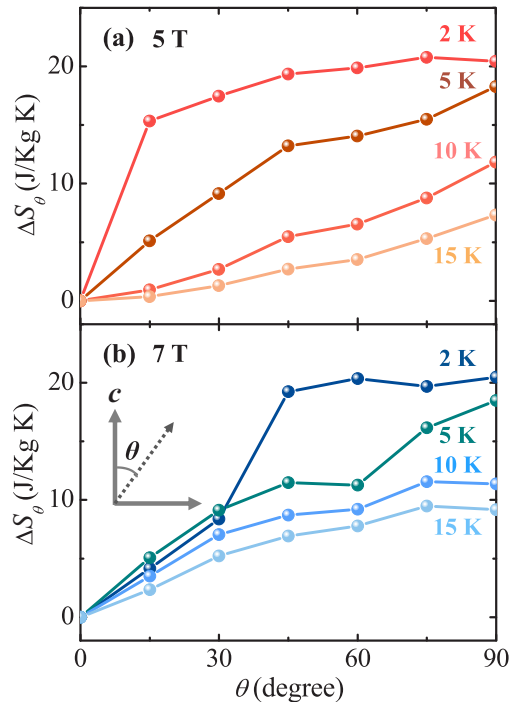 (a) 5 T
2 K
5 K
10 K
15 K
20
10
0
ΔS_θ (J/Kg K)
(b) 7 T
2 K
5 K
10 K
15 K
c
θ
20
10
0
ΔS_θ (J/Kg K)
0 30 60 90
θ (degree)